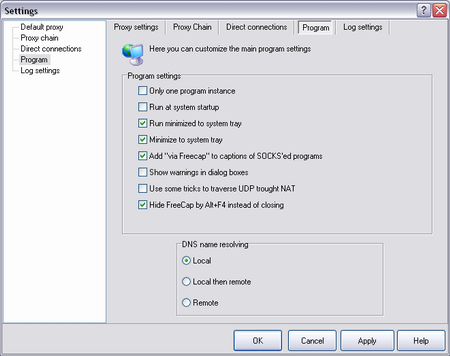 Settings
Default proxy
Proxy chain
Direct connections
Program
Log settings
Proxy settings
Proxy Chain
Direct connections
Program
Log settings
Here you can customize the main program settings
Program settings
Only one program instance
Run at system startup
Run minimized to system tray
Minimize to system tray
Add "via Freecap" to captions of SOCKS'ed programs
Show warnings in dialog boxes
Use some tricks to traverse UDP trought NAT
Hide FreeCap by Alt+F4 instead of closing
DNS name resolving
Local
Local then remote
Remote
OK
Cancel
Apply
Help